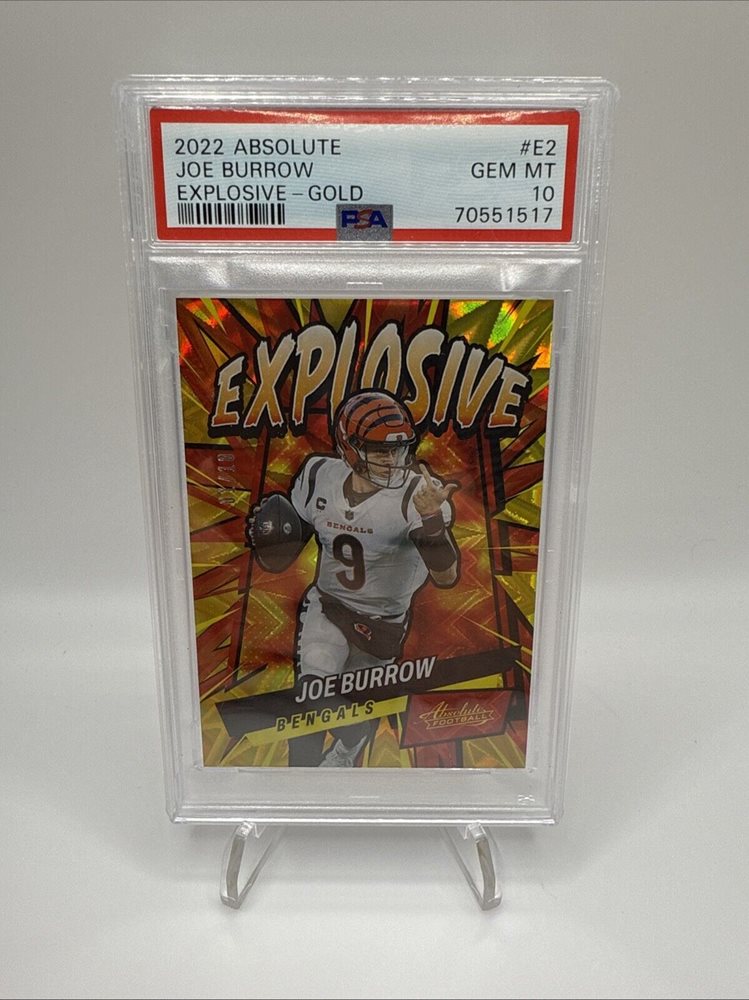 2022 ABSOLUTE #E2
JOE BURROW GEM MT
EXPLOSIVE – GOLD 10
PSA 70551517
EXPLOSIVE
C
BENGALS
9
JOE BURROW
BENGALS
Absolute
FOOTBALL